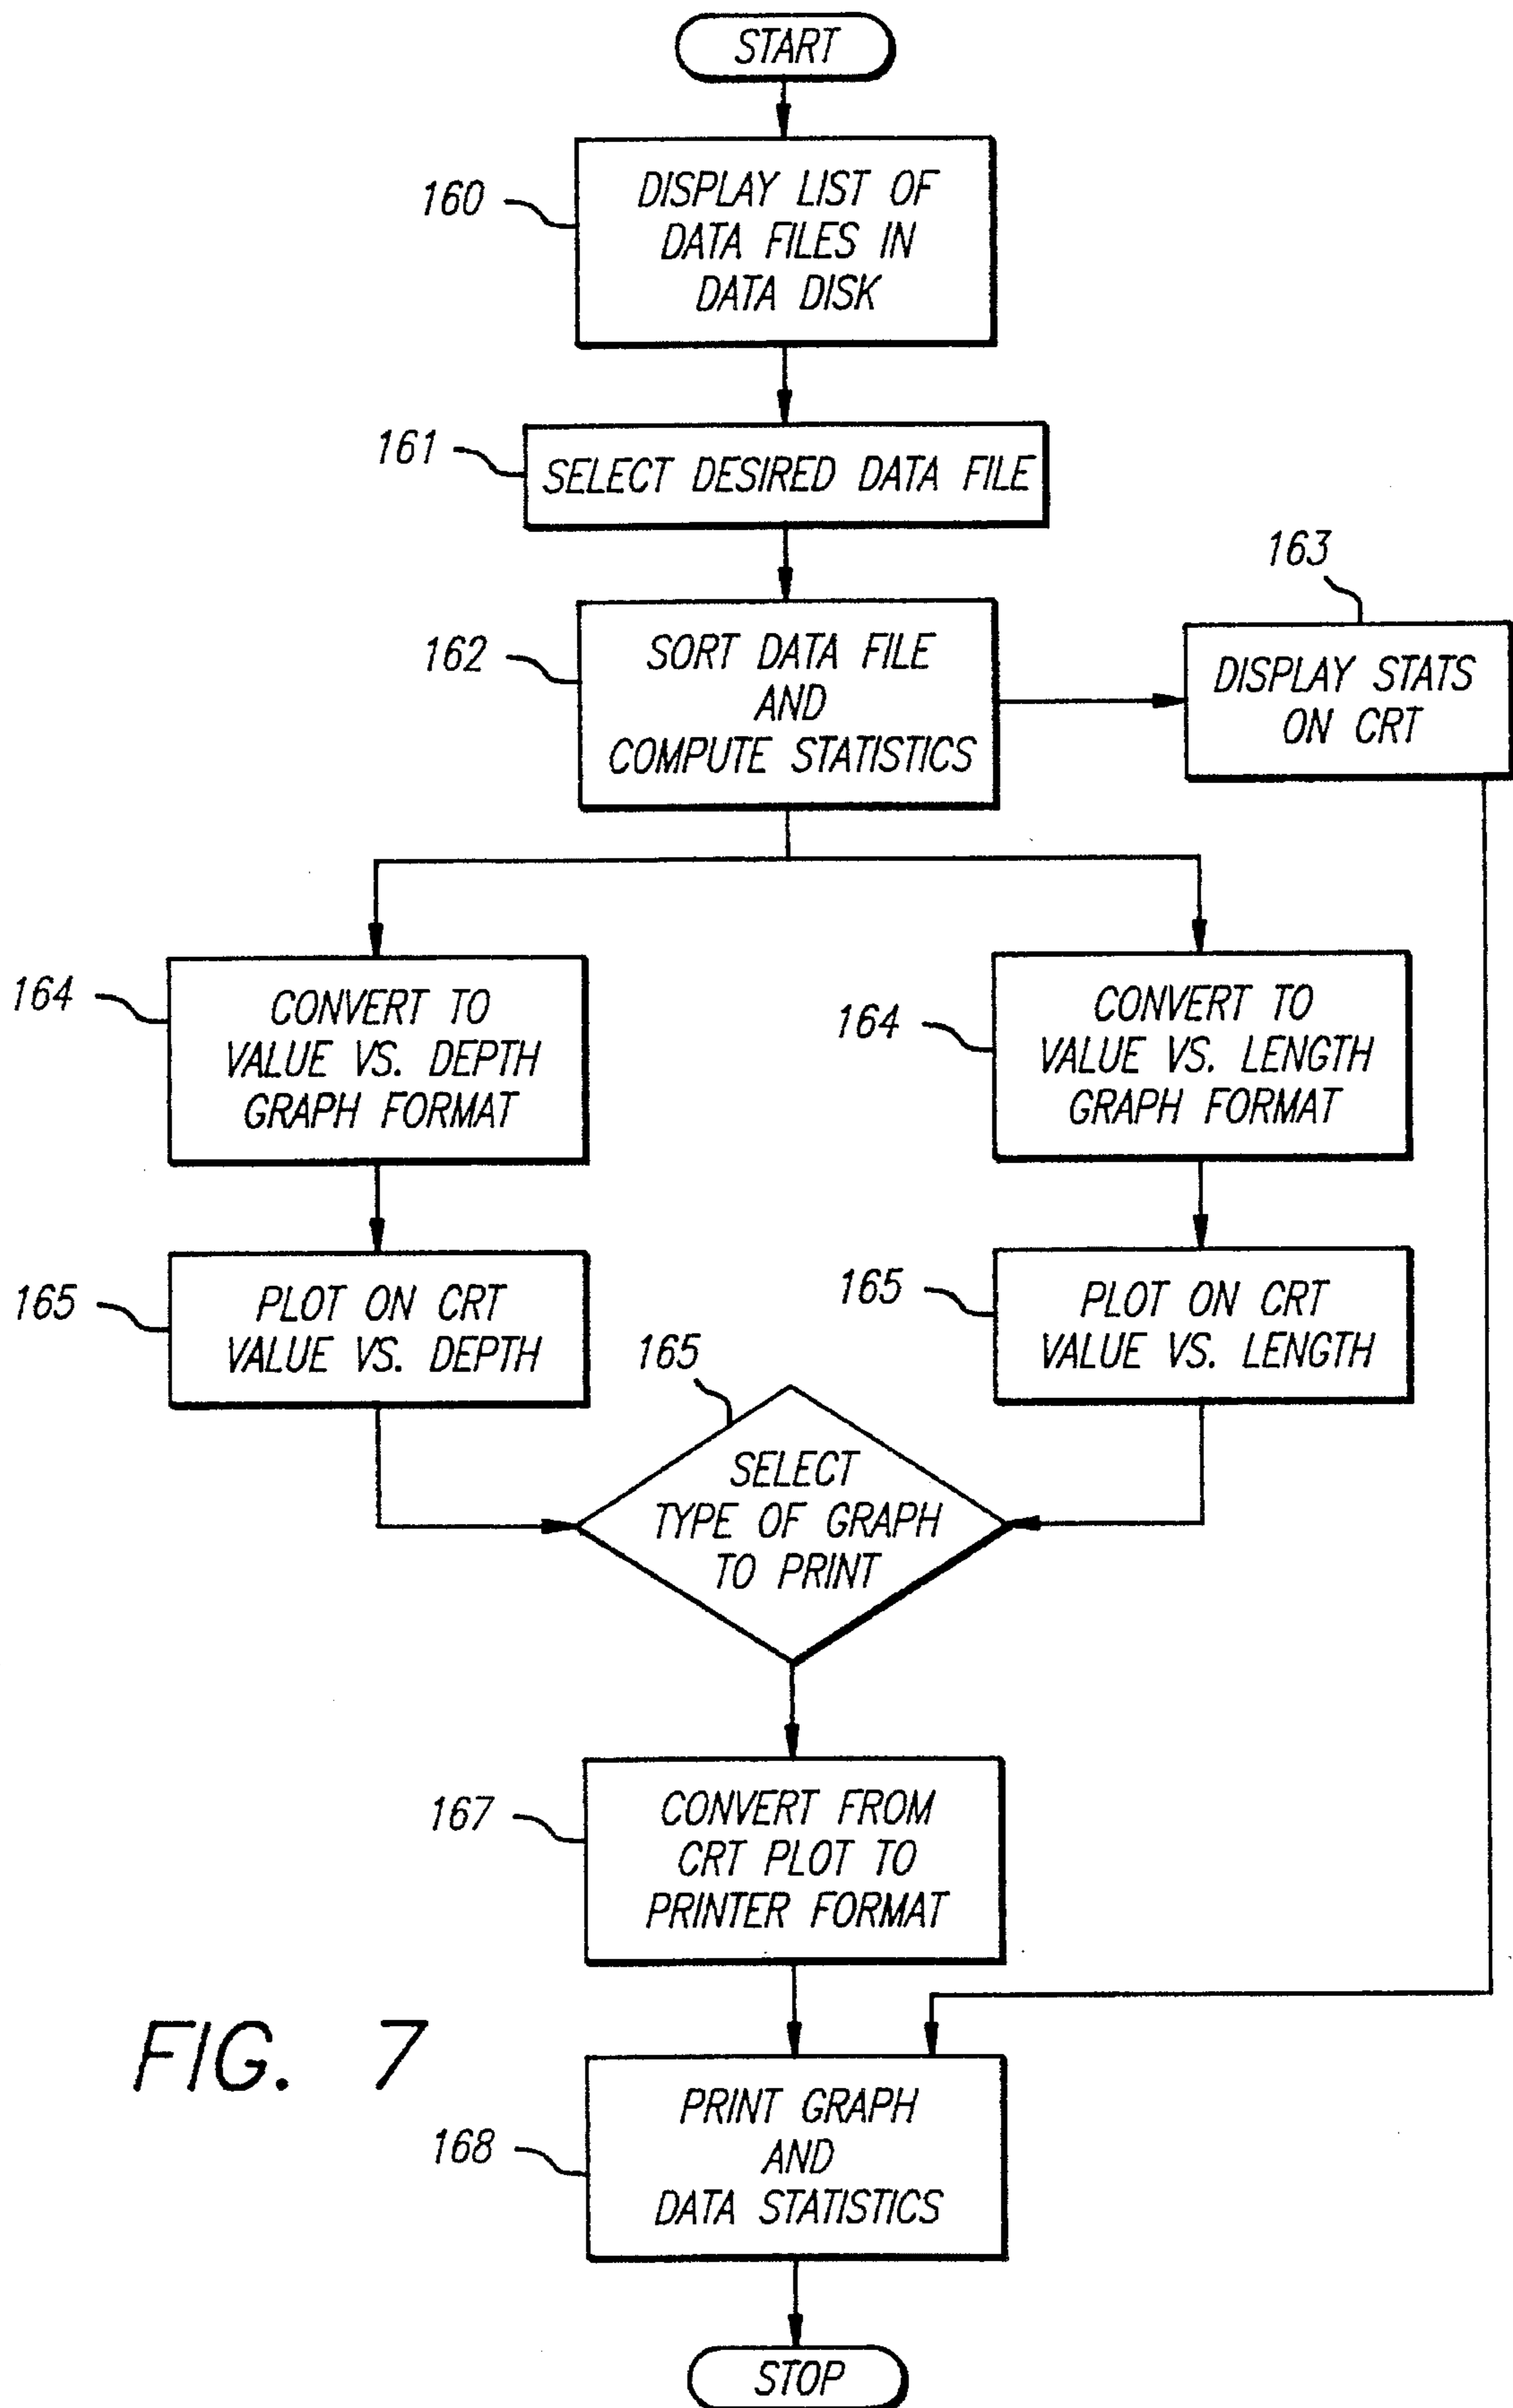 START
160
DISPLAY LIST OF
DATA FILES IN
DATA DISK
161
SELECT DESIRED DATA FILE
162
SORT DATA FILE
AND
COMPUTE STATISTICS
163
DISPLAY STATS
ON CRT
164
CONVERT TO
VALUE VS. DEPTH
GRAPH FORMAT
164
CONVERT TO
VALUE VS. LENGTH
GRAPH FORMAT
165
PLOT ON CRT
VALUE VS. DEPTH
165
PLOT ON CRT
VALUE VS. LENGTH
165
SELECT
TYPE OF GRAPH
TO PRINT
167
CONVERT FROM
CRT PLOT TO
PRINTER FORMAT
FIG. 7
168
PRINT GRAPH
AND
DATA STATISTICS
STOP